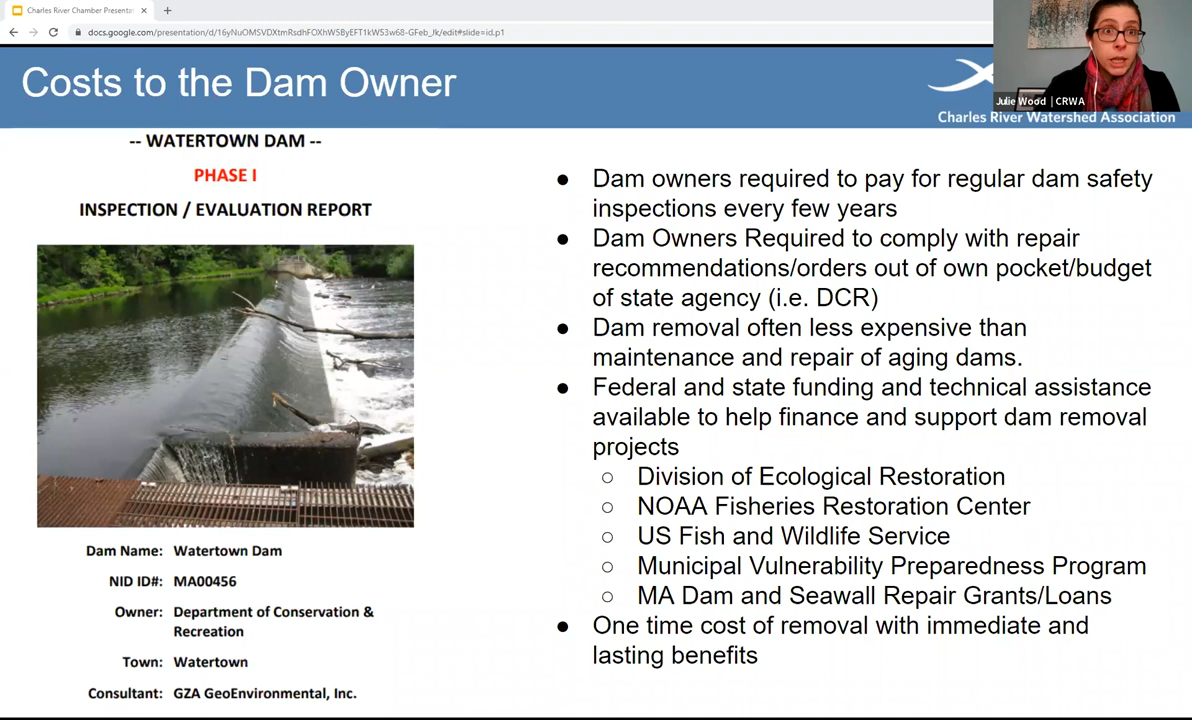 Charles River Chamber Presentat
docs.google.com/presentation/d/16yNuOMSVDXtmRsdhFOXhW5ByEFT1kW53w68-GFeb_Jk/edit#slide=id.p1
Costs to the Dam Owner
Julie Wood | CRWA
Charles River Watershed Association
-- WATERTOWN DAM --
PHASE I
INSPECTION / EVALUATION REPORT
Dam Name: Watertown Dam
NID ID#: MA00456
Owner: Department of Conservation &
Recreation
Town: Watertown
Consultant: GZA GeoEnvironmental, Inc.
● Dam owners required to pay for regular dam safety
inspections every few years
● Dam Owners Required to comply with repair
recommendations/orders out of own pocket/budget
of state agency (i.e. DCR)
● Dam removal often less expensive than
maintenance and repair of aging dams.
● Federal and state funding and technical assistance
available to help finance and support dam removal
projects
○ Division of Ecological Restoration
○ NOAA Fisheries Restoration Center
○ US Fish and Wildlife Service
○ Municipal Vulnerability Preparedness Program
○ MA Dam and Seawall Repair Grants/Loans
● One time cost of removal with immediate and
lasting benefits